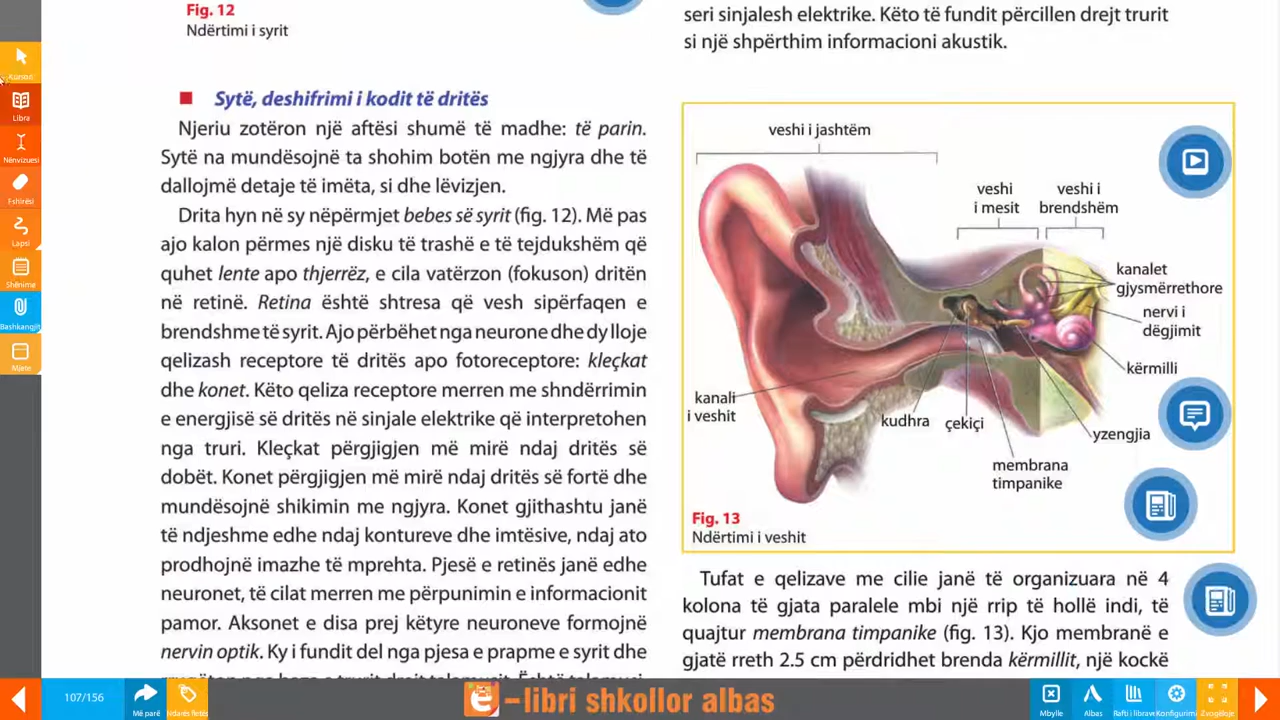 Fig. 12
Ndërtimi i syrit
Sytë, deshifrimi i kodit të dritës
Njeriu zotëron një aftësi shumë të madhe: të parin.
Sytë na mundësojnë ta shohim botën me ngjyra dhe të
dallojmë detaje të imëta, si dhe lëvizjen.
Drita hyn në sy nëpërmjet bebes së syrit (fig. 12). Më pas
ajo kalon përmes një disku të trashë e të tejdukshëm që
quhet lente apo thjerrëz, e cila vatërzon (fokuson) dritën
në retinë. Retina është shtresa që vesh sipërfaqen e
brendshme të syrit. Ajo përbëhet nga neurone dhe dy lloje
qelizash receptore të dritës apo fotoreceptore: kleçkat
dhe konet. Këto qeliza receptore merren me shndërrimin
e energjisë së dritës në sinjale elektrike që interpretohen
nga truri. Kleçkat përgjigjen më mirë ndaj dritës së
dobët. Konet përgjigjen më mirë ndaj dritës së fortë dhe
mundësojnë shikimin me ngjyra. Konet gjithashtu janë
të ndjeshme edhe ndaj kontureve dhe imtësive, ndaj ato
prodhojnë imazhe të mprehta. Pjesë e retinës janë edhe
neuronet, të cilat merren me përpunimin e informacionit
pamor. Aksonet e disa prej këtyre neuroneve formojnë
nervin optik. Ky i fundit del nga pjesa e prapme e syrit dhe
seri sinjalesh elektrike. Këto të fundit përcillen drejt trurit
si një shpërthim informacioni akustik.
veshi i jashtëm
veshi
i mesit
veshi i
brendshëm
kanalet
gjysmërrethore
nervi i
dëgjimit
kërmilli
kanali
i veshit
kudhra
çekiçi
yzengjia
membrana
timpanike
Fig. 13
Ndërtimi i veshit
Tufat e qelizave me cilie janë të organizuara në 4
kolona të gjata paralele mbi një rrip të hollë indi, të
quajtur membrana timpanike (fig. 13). Kjo membranë e
gjatë rreth 2.5 cm përdridhet brenda kërmillit, një kockë
Libra
Nënvizuesi
Fshirësi
Lapsi
Shënime
Bashkangjit
107/156
Më parë
Ndarës fletës
e-libri shkollor albas
Mbylle
Albas
Rafti i librave
Konfigurimi
Zvogëloje